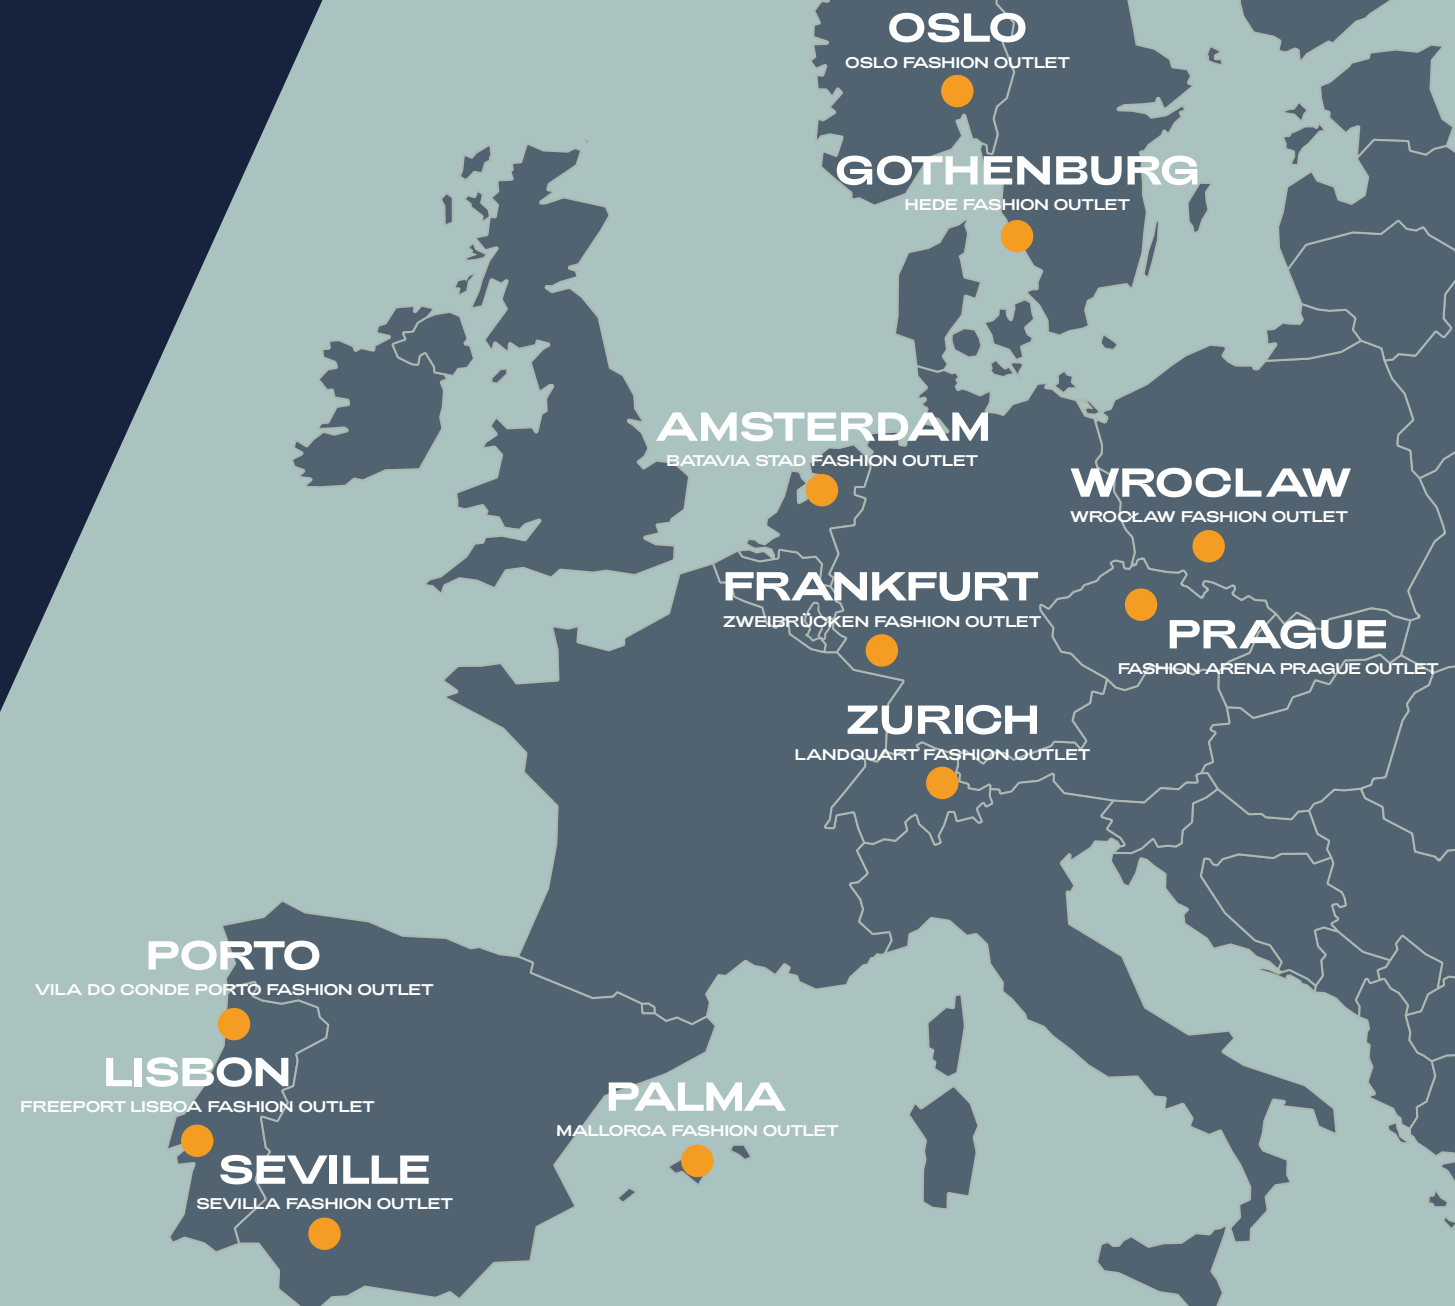 OSLO
OSLO FASHION OUTLET
GOTHENBURG
HEDE FASHION OUTLET
AMSTERDAM
BATAVIA STAD FASHION OUTLET
WROCLAW
WROCŁAW FASHION OUTLET
FRANKFURT
ZWEIBRÜCKEN FASHION OUTLET
PRAGUE
FASHION ARENA PRAGUE OUTLET
ZURICH
LANDQUART FASHION OUTLET
PORTO
VILA DO CONDE PORTO FASHION OUTLET
LISBON
FREEPORT LISBOA FASHION OUTLET
PALMA
MALLORCA FASHION OUTLET
SEVILLE
SEVILLA FASHION OUTLET